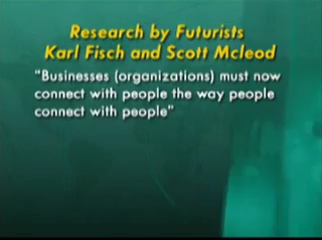 Research by Futurists
Karl Fisch and Scott Mcleod
"Businesses (organizations) must now
connect with people the way people
connect with people"